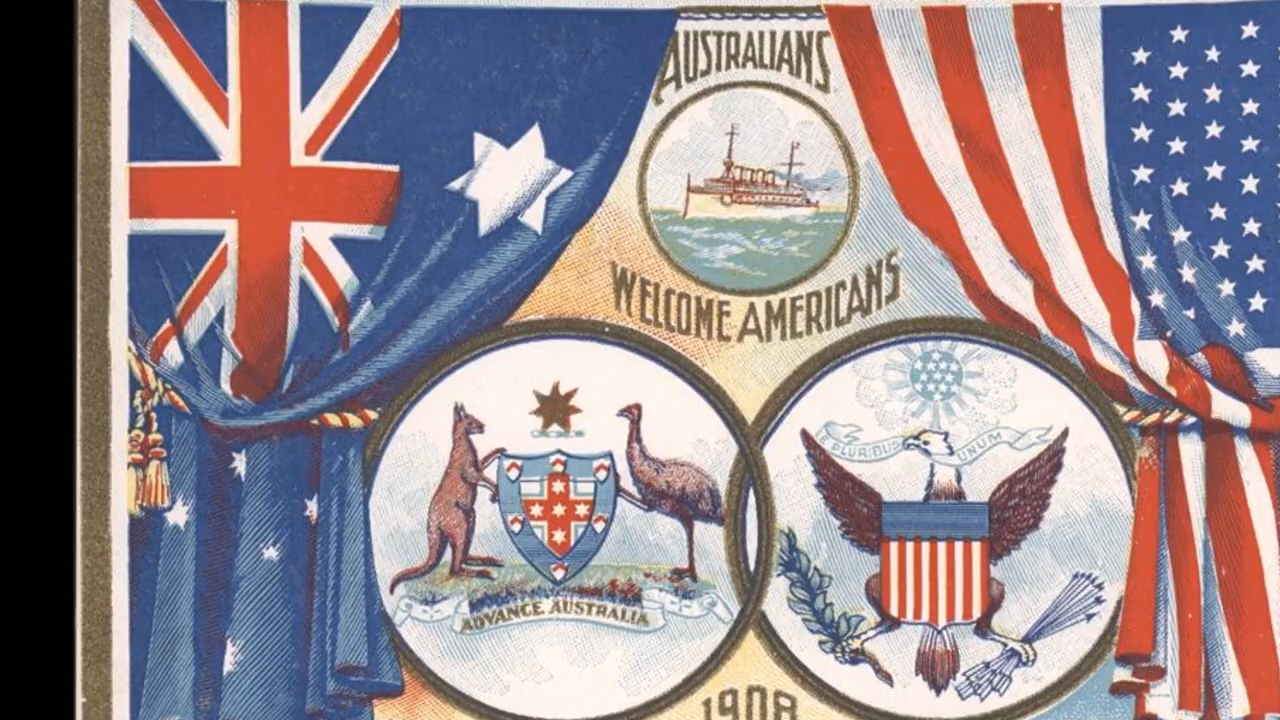 AUSTRALIANS
WELCOME AMERICANS
E PLURIBUS UNUM
ADVANCE AUSTRALIA
1908